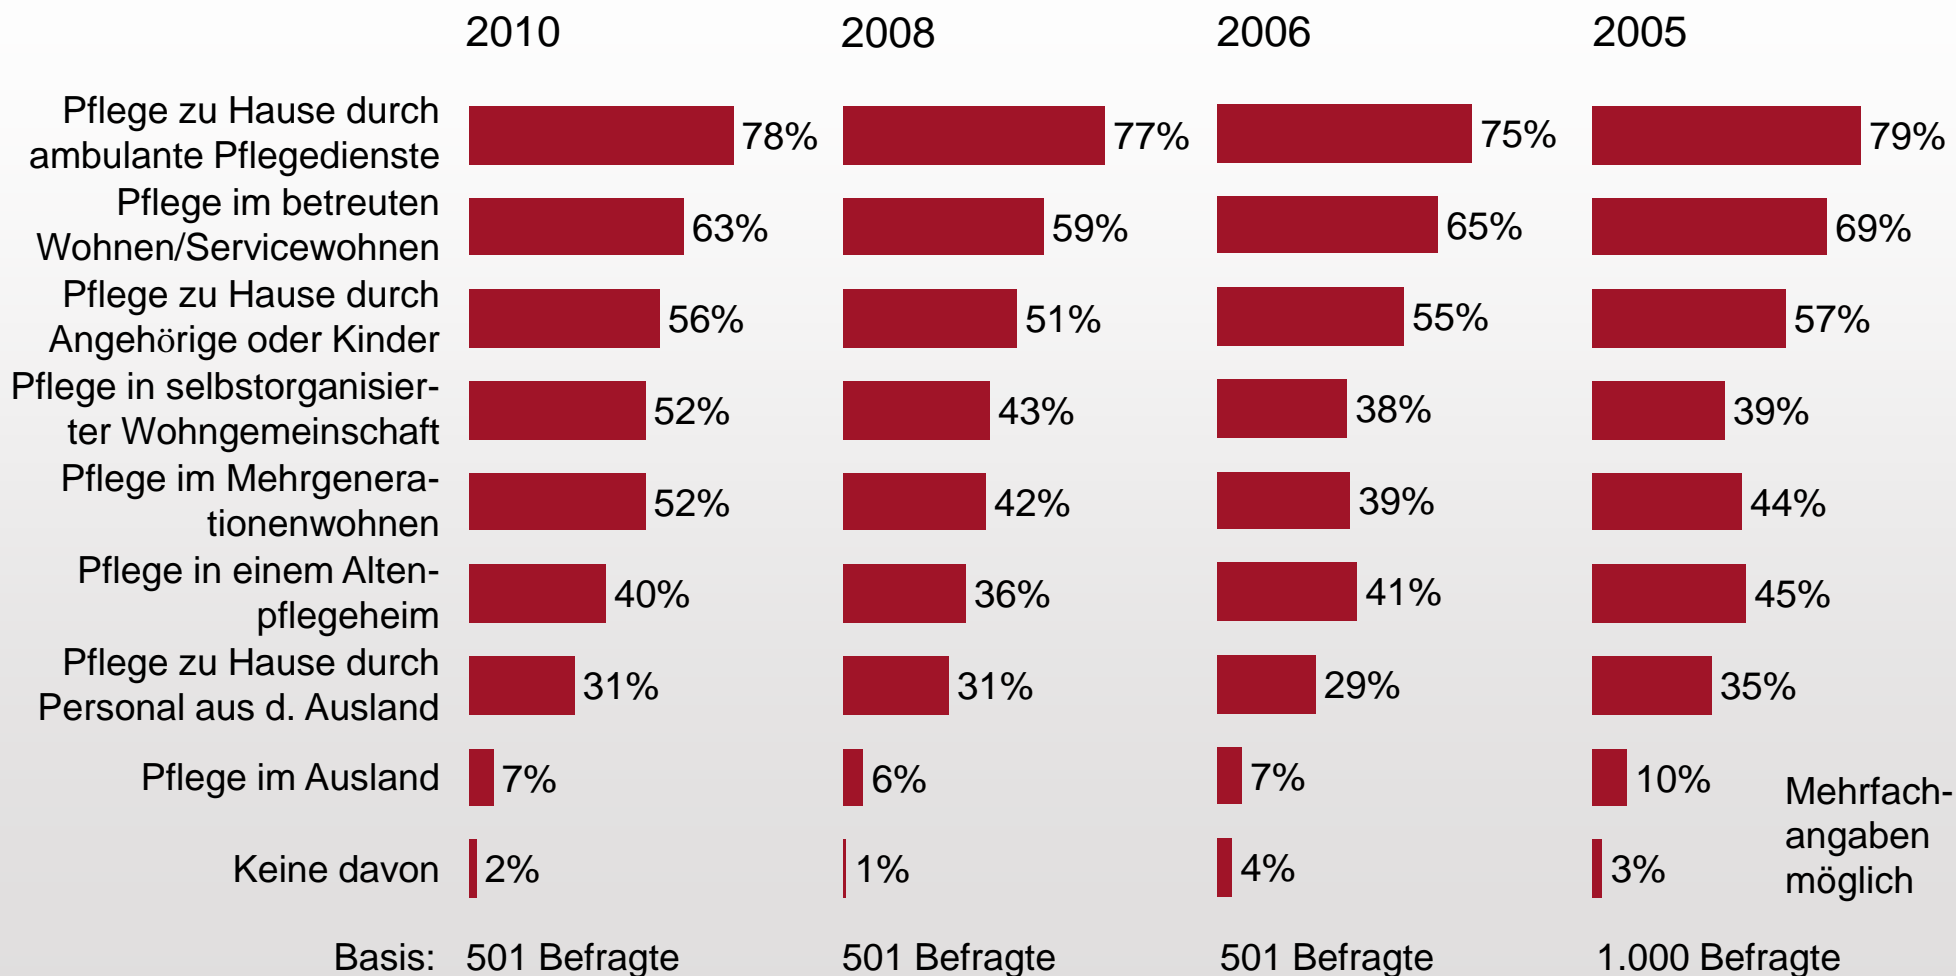 2010 2008 2006 2005
Pflege zu Hause durch
ambulante Pflegedienste
78% 77% 75% 79%
Pflege im betreuten
Wohnen/Servicewohnen
63% 59% 65% 69%
Pflege zu Hause durch
Angehörige oder Kinder
56% 51% 55% 57%
Pflege in selbstorganisier-
ter Wohngemeinschaft
52% 43% 38% 39%
Pflege im Mehrgenera-
tionenwohnen
52% 42% 39% 44%
Pflege in einem Alten-
pflegeheim
40% 36% 41% 45%
Pflege zu Hause durch
Personal aus d. Ausland
31% 31% 29% 35%
Pflege im Ausland 7% 6% 7% 10%
Keine davon 2% 1% 4% 3%
Mehrfach-
angaben
möglich
Basis: 501 Befragte 501 Befragte 501 Befragte 1.000 Befragte